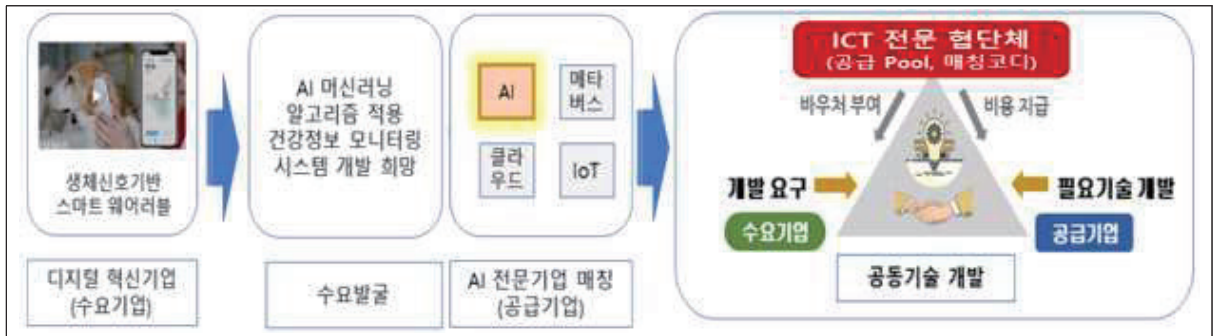 생체신호기반
스마트 웨어러블
디지털 혁신기업
(수요기업)
AI 머신러닝
알고리즘 적용
건강정보 모니터링
시스템 개발 희망
수요발굴
AI
메타
버스
클라
우드
IoT
AI 전문기업 매칭
(공급기업)
ICT 전문 협단체
(공급 Pool, 매칭코디)
바우처 부여
비용 지급
개발 요구
수요기업
필요기술 개발
공급기업
공동기술 개발